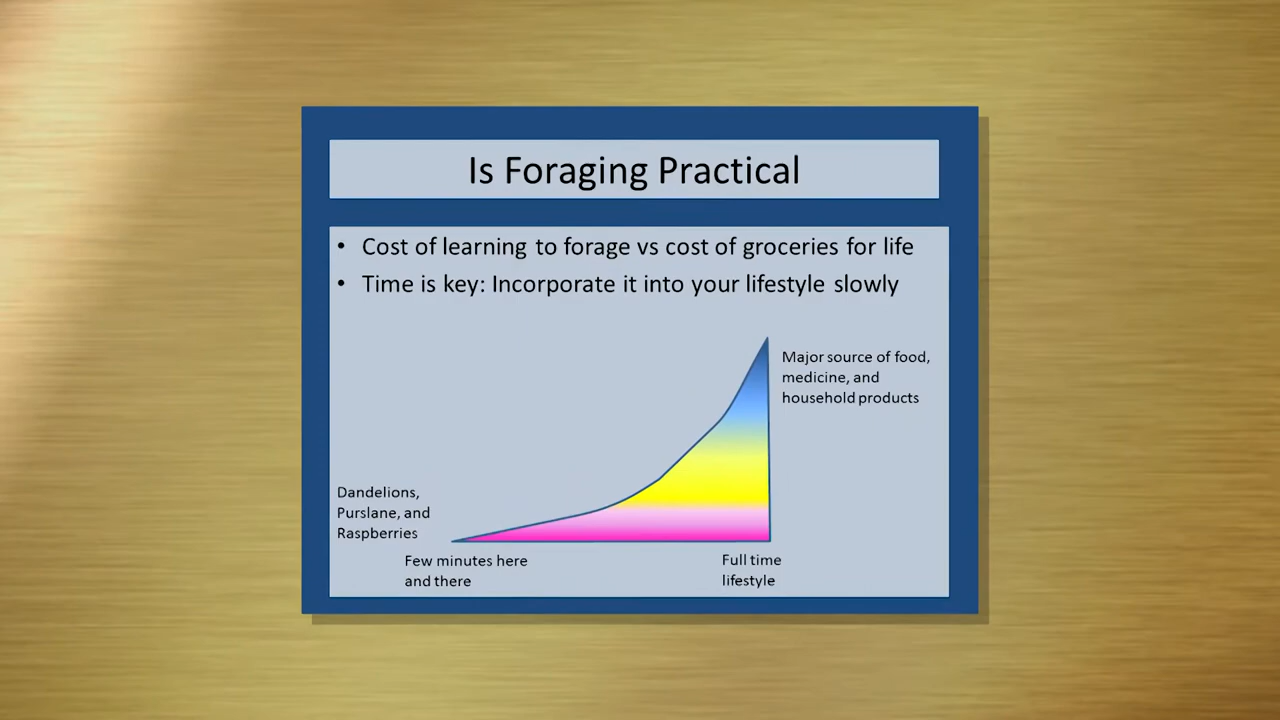 Is Foraging Practical
• Cost of learning to forage vs cost of groceries for life
• Time is key: Incorporate it into your lifestyle slowly
Major source of food,
medicine, and
household products
Dandelions,
Purslane, and
Raspberries
Few minutes here
and there
Full time
lifestyle